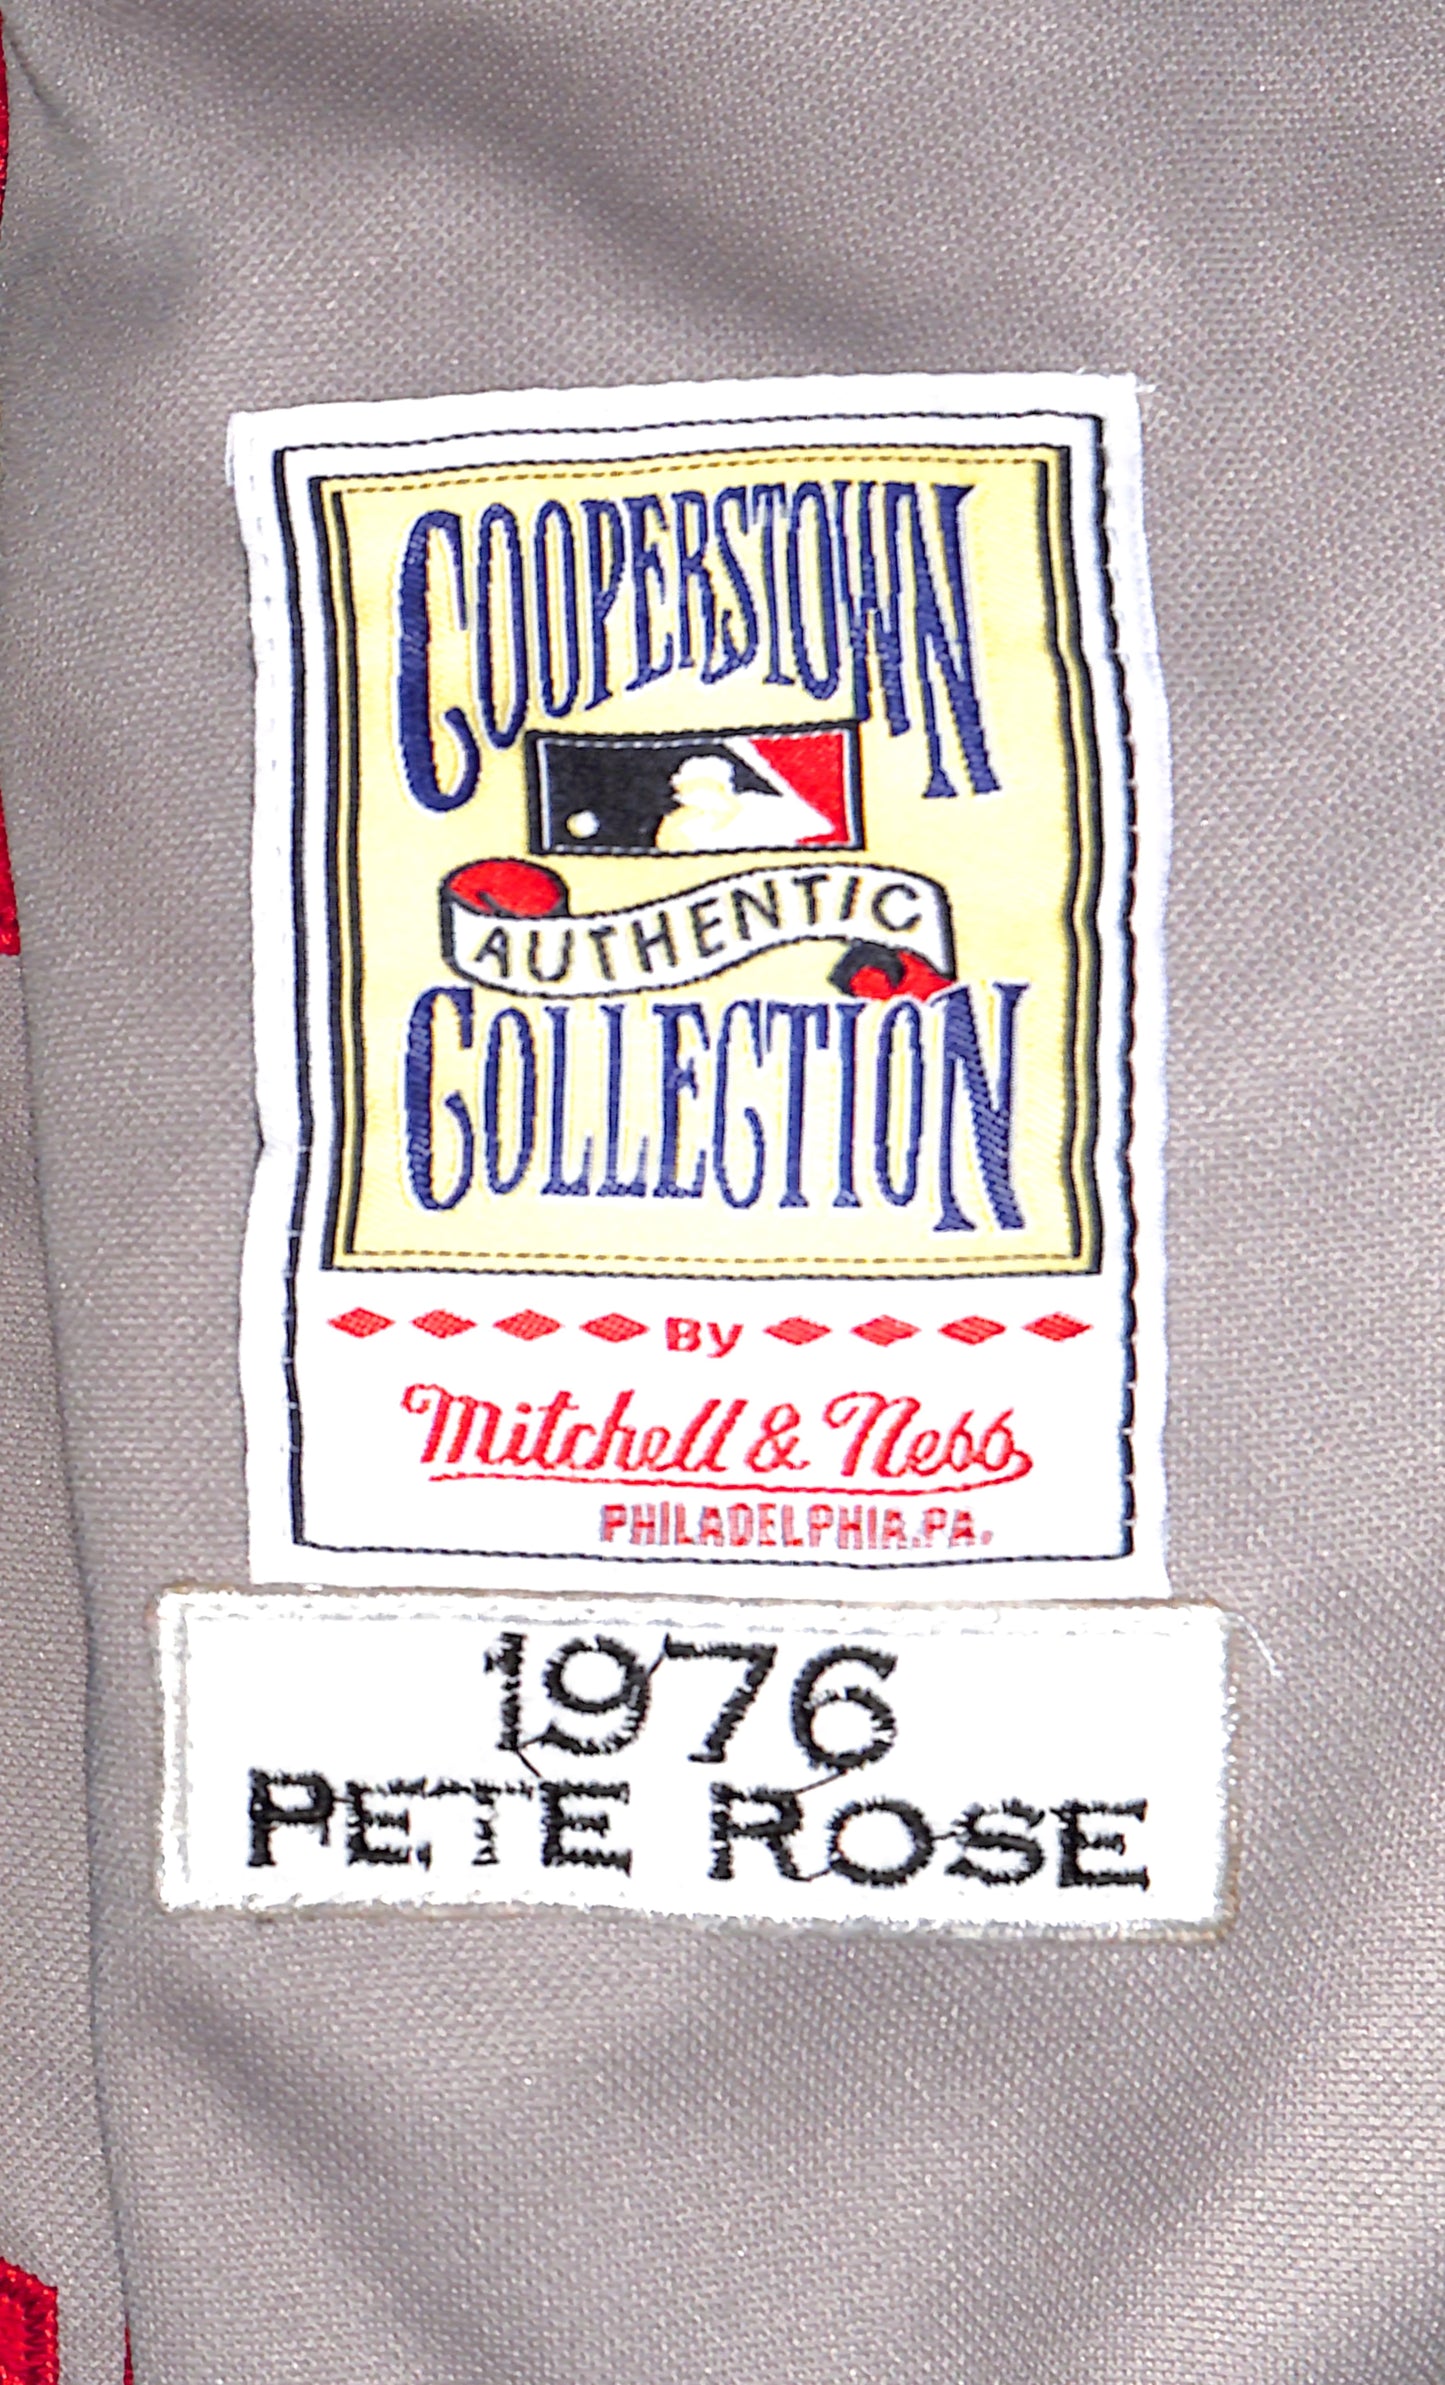 COOPERSTOWN
AUTHENTIC
COLLECTION
By
Mitchell & Ness
PHILADELPHIA.PA.
1976
PETE ROSE